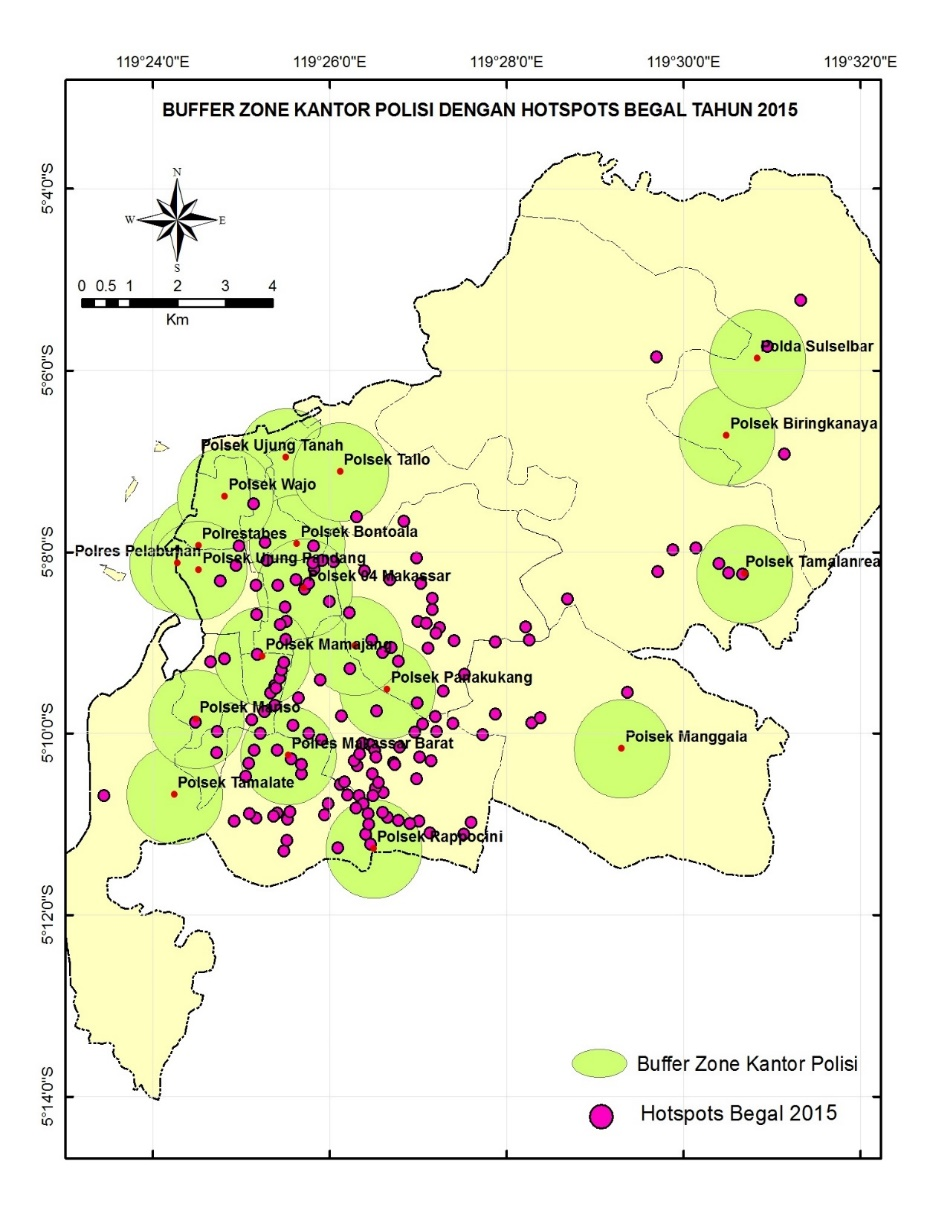 119°24'0"E 119°26'0"E 119°28'0"E 119°30'0"E 119°32'0"E
BUFFER ZONE KANTOR POLISI DENGAN HOTSPOTS BEGAL TAHUN 2015
5°4'0"S
N
W E
S
0 0.5 1 2 3 4
Km
Polda Sulselbar
5°6'0"S
Polsek Biringkanaya
Polsek Ujung Tanah
Polsek Tallo
Polsek Wajo
Polrestabes
Polsek Bontoala
5°8'0"S
Polres Pelabuhan
Polsek Ujung Pandang
Polsek Tamalanrea
Polsek 04 Makassar
Polsek Mamajang
Polsek Panakukang
Polsek Mariso
5°10'0"S
Polsek Manggala
Polres Makassar Barat
Polsek Tamalate
Polsek Rappocini
5°12'0"S
Buffer Zone Kantor Polisi
5°14'0"S
Hotspots Begal 2015